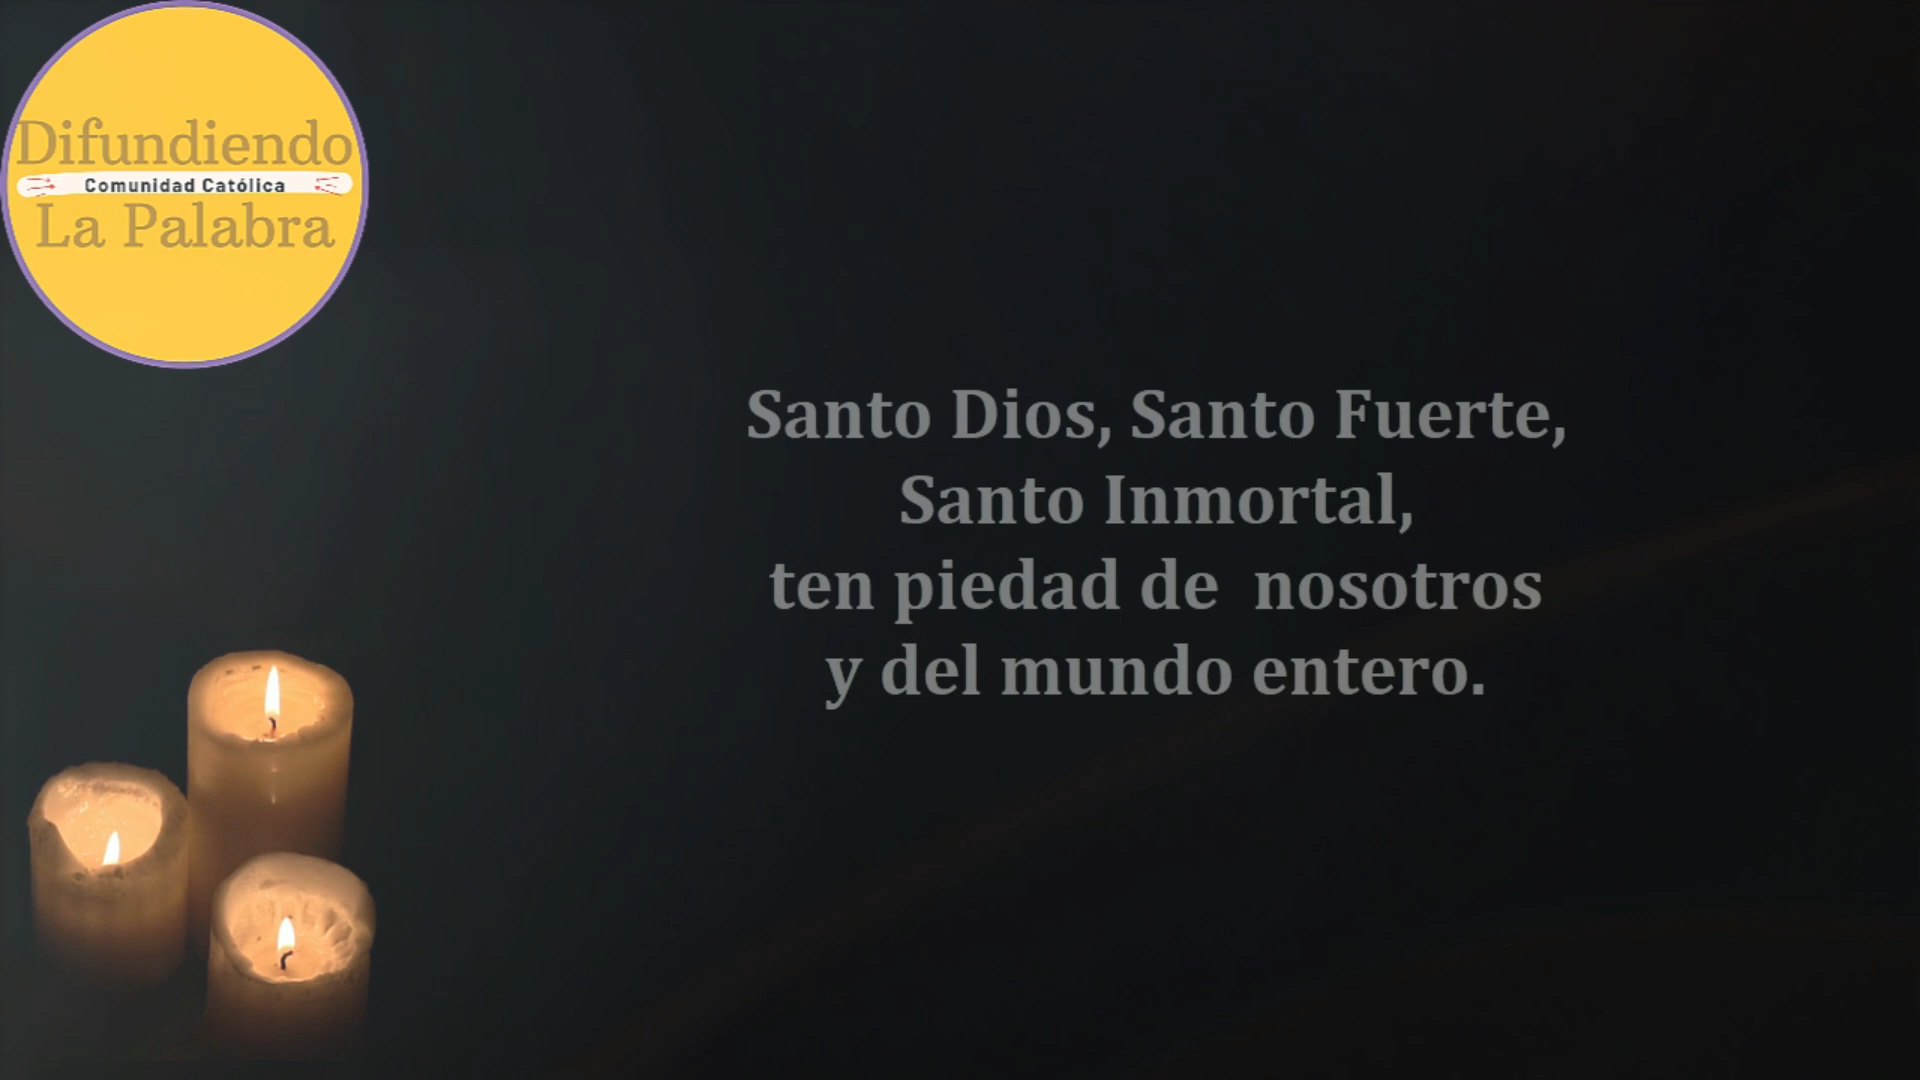 Difundiendo
Comunidad Católica
La Palabra
Santo Dios, Santo Fuerte,
Santo Inmortal,
ten piedad de  nosotros
y del mundo entero.